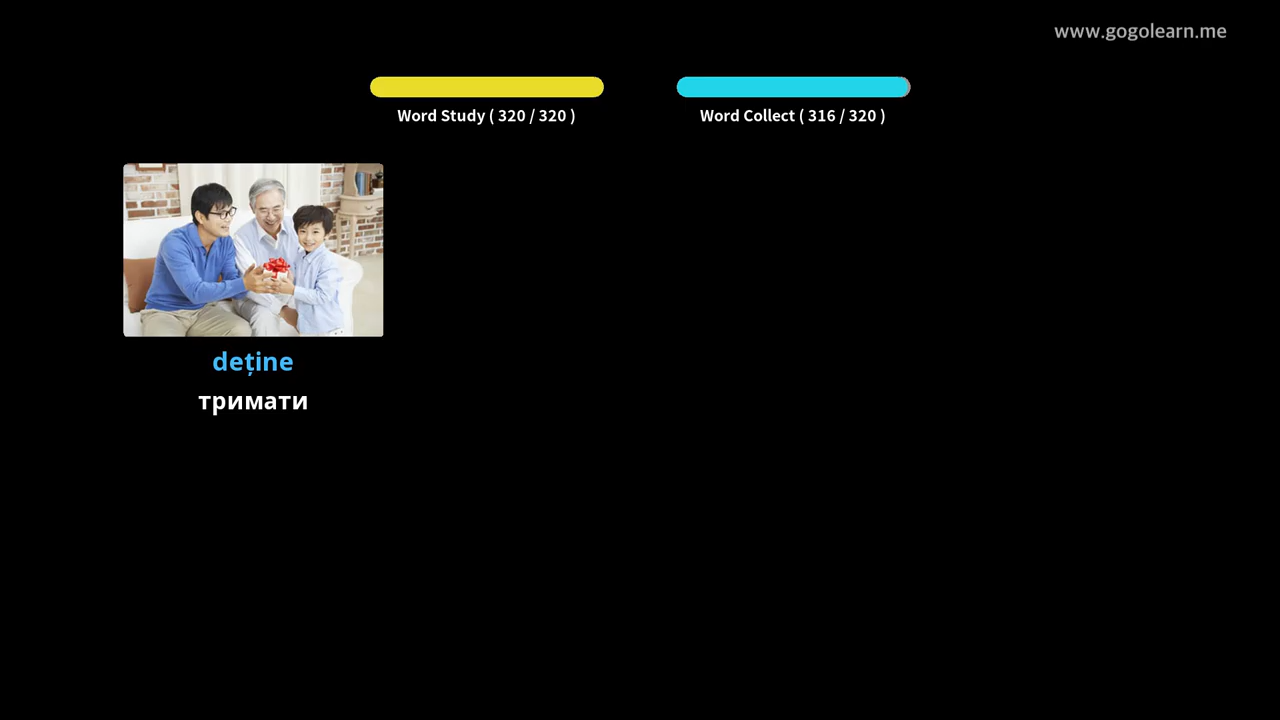 www.gogolearn.me
Word Study ( 320 / 320 )
Word Collect ( 316 / 320 )
deține
тримати